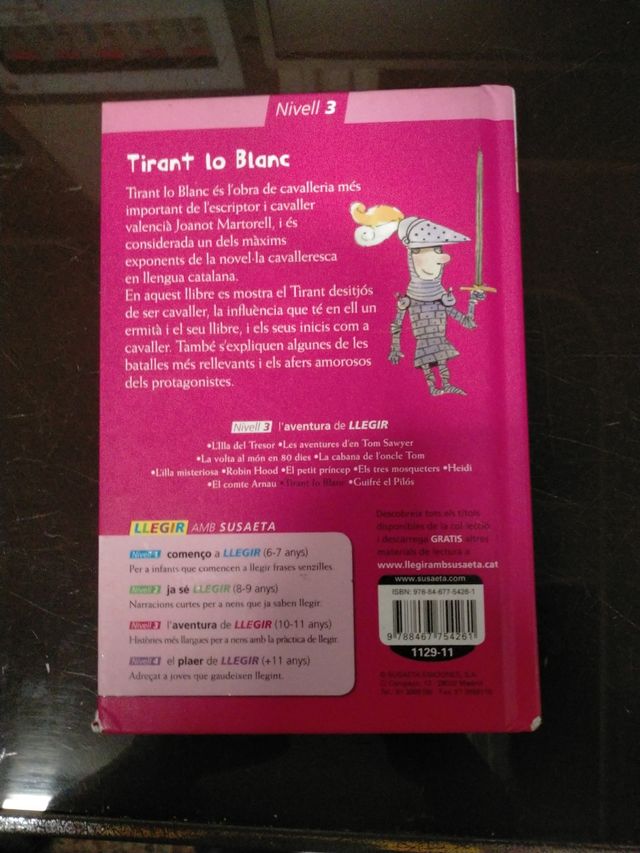 Nivell 3
Tirant lo Blanc
Tirant lo Blanc és l'obra de cavalleria més
important de l'escriptor i cavaller
valencià Joanot Martorell, i és
considerada un dels màxims
exponents de la novel·la cavalleresca
en llengua catalana.
En aquest llibre es mostra el Tirant desitjós
de ser cavaller, la influència que té en ell un
ermità i el seu llibre, i els seus inicis com a
cavaller. També s'expliquen algunes de les
batalles més rellevants i els afers amorosos
dels protagonistes.
Nivell 3 l'aventura de LLEGIR
•L'Illa del Tresor •Les aventures d'en Tom Sawyer
•La volta al món en 80 dies •La cabana de l'oncle Tom
•L'illa misteriosa •Robin Hood •El petit príncep •Els tres mosqueters •Heidi
•El comte Arnau •Tirant lo Blanc •Guifré el Pilós
LLEGIR AMB SUSAETA
Nivell 1 començo a LLEGIR (6-7 anys)
Per a infants que comencen a llegir frases senzilles.
Nivell 2 ja sé LLEGIR (8-9 anys)
Narracions curtes per a nens que ja saben llegir.
Nivell 3 l'aventura de LLEGIR (10-11 anys)
Històries més llargues per a nens amb la pràctica de llegir.
Nivell 4 el plaer de LLEGIR (+11 anys)
Adreçat a joves que gaudeixen llegint.
Descobreix tots els títols
disponibles de la col·lecció
i descarrega GRATIS altres
materials de lectura a
www.llegirambsusaeta.cat
www.susaeta.com
ISBN: 978-84-677-5426-1
9 788467 754261
1129-11
© SUSAETA EDICIONES, S.A.
C/ Campezo, 13 - 28022 Madrid